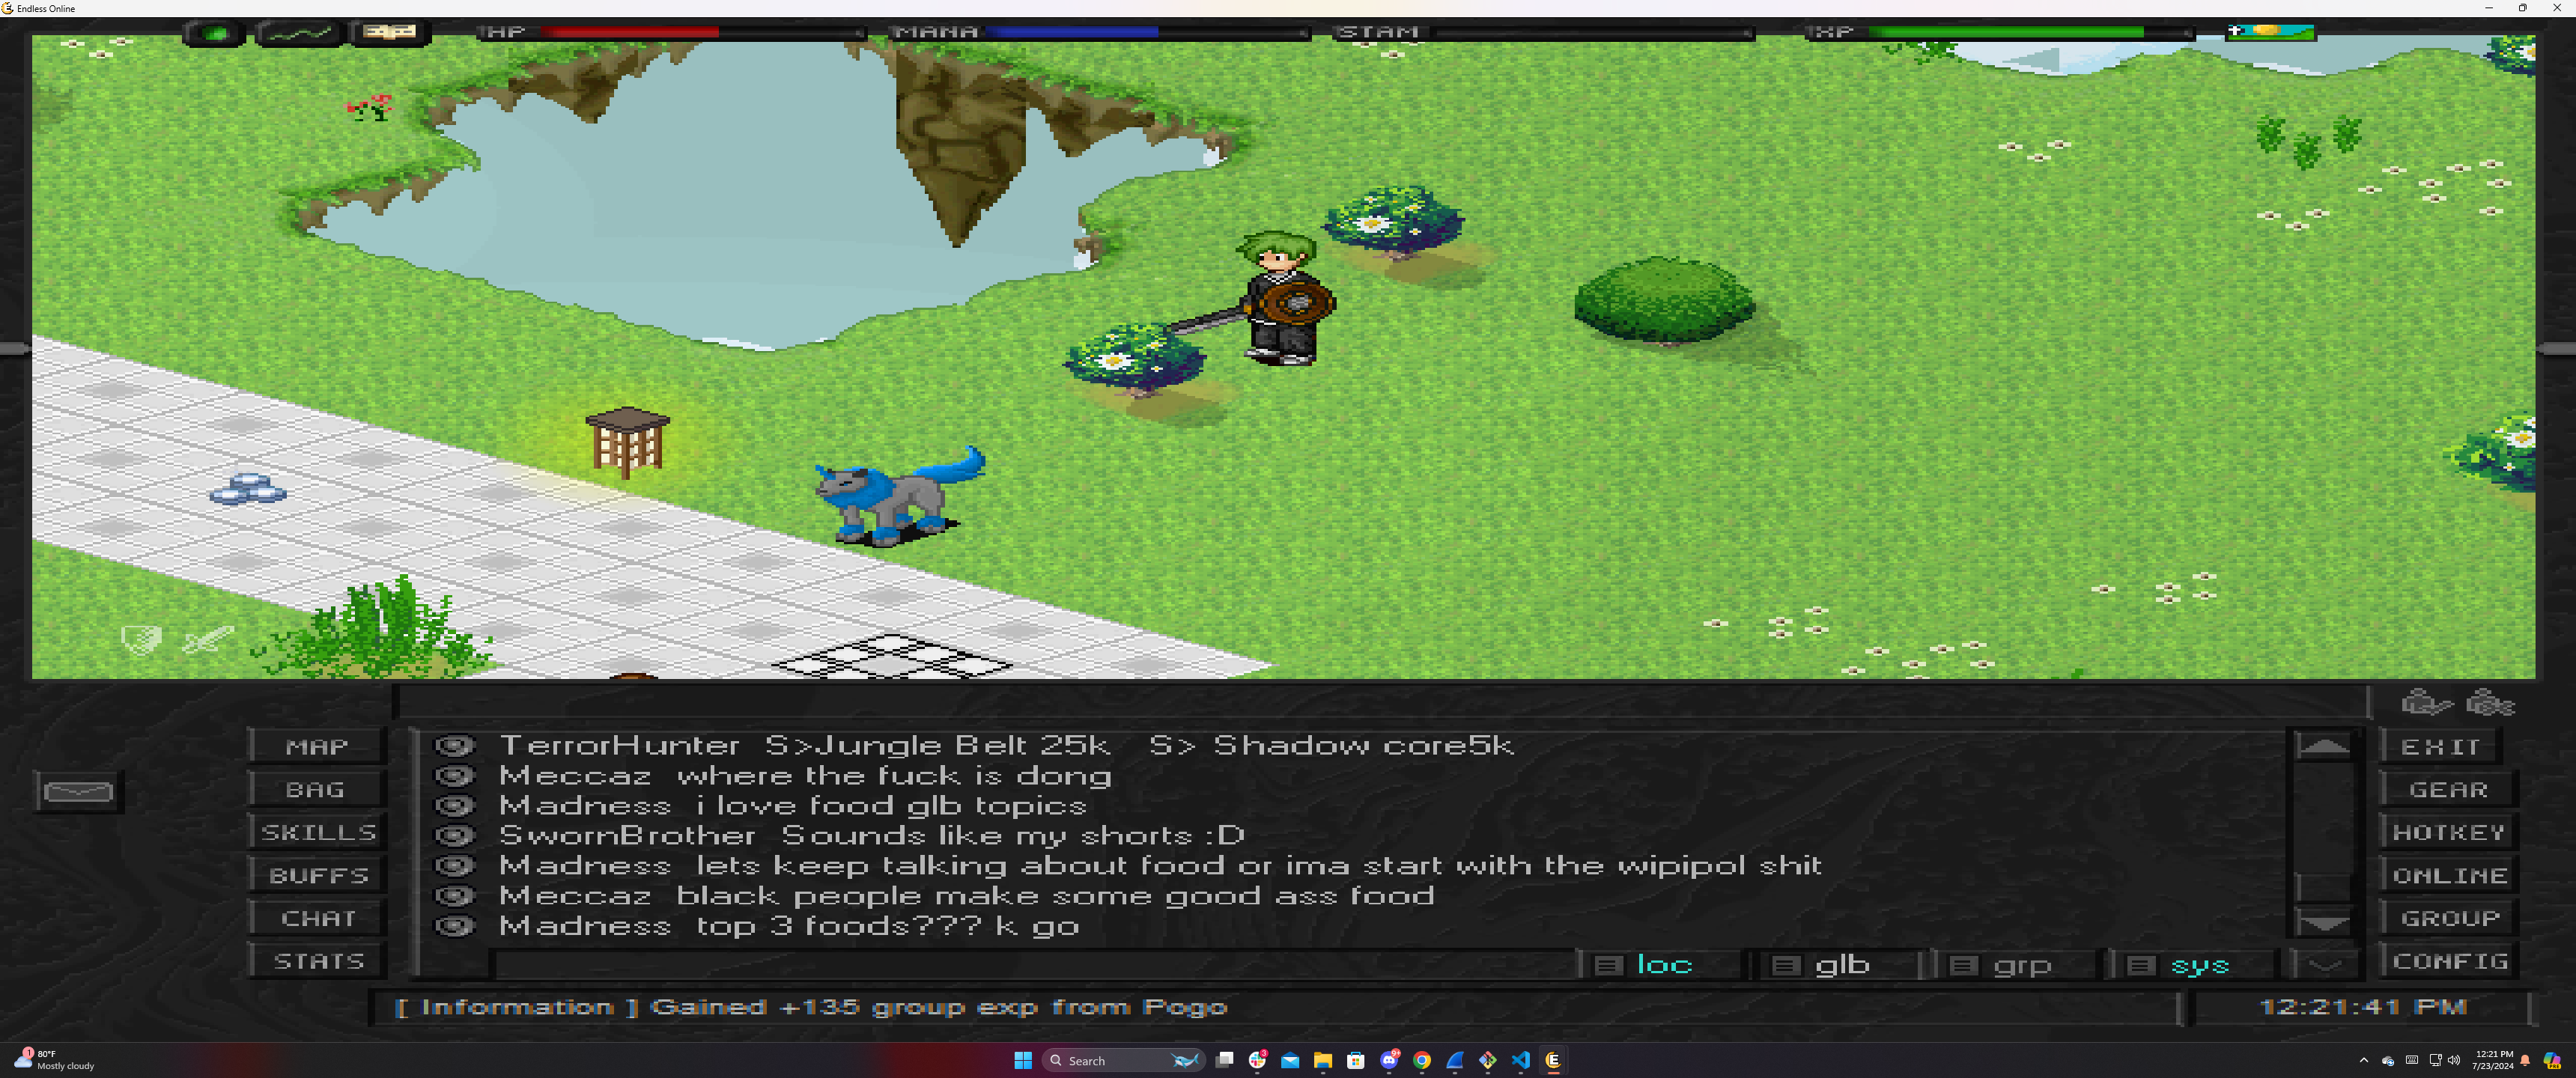 Endless Online
HP MANA STAM XP
MAP
BAG
SKILLS
BUFFS
CHAT
STATS
TerrorHunter S>Jungle Belt 25k S> Shadow core5k
Meccaz where the fuck is dong
Madness i love food glb topics
SwornBrother Sounds like my shorts :D
Madness lets keep talking about food or ima start with the wipipol shit
Meccaz black people make some good ass food
Madness top 3 foods??? k go
loc glb grp sys
EXIT
GEAR
HOTKEY
ONLINE
GROUP
CONFIG
[ Information ] Gained +135 group exp from Pogo
12:21:41 PM
1
80°F
Mostly cloudy
Search
3
9+
12:21 PM
7/23/2024